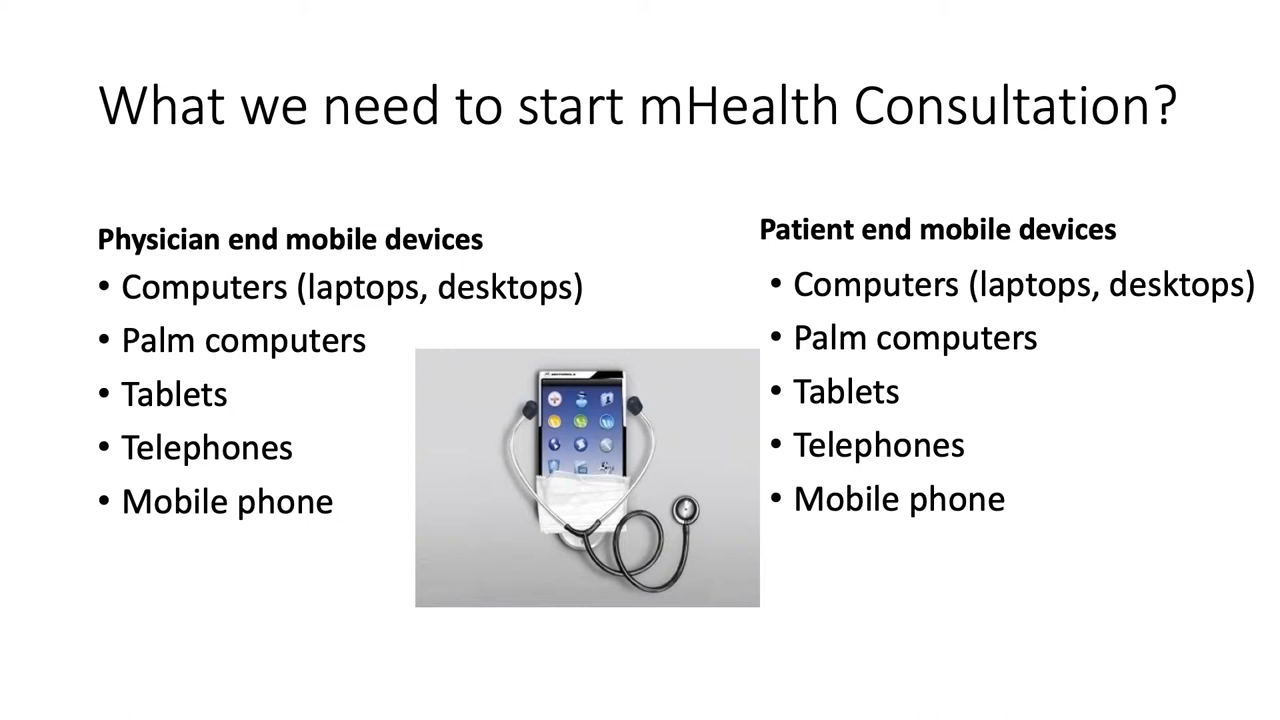 What we need to start mHealth Consultation?
Physician end mobile devices
• Computers (laptops, desktops)
• Palm computers
• Tablets
• Telephones
• Mobile phone
Patient end mobile devices
• Computers (laptops, desktops)
• Palm computers
• Tablets
• Telephones
• Mobile phone